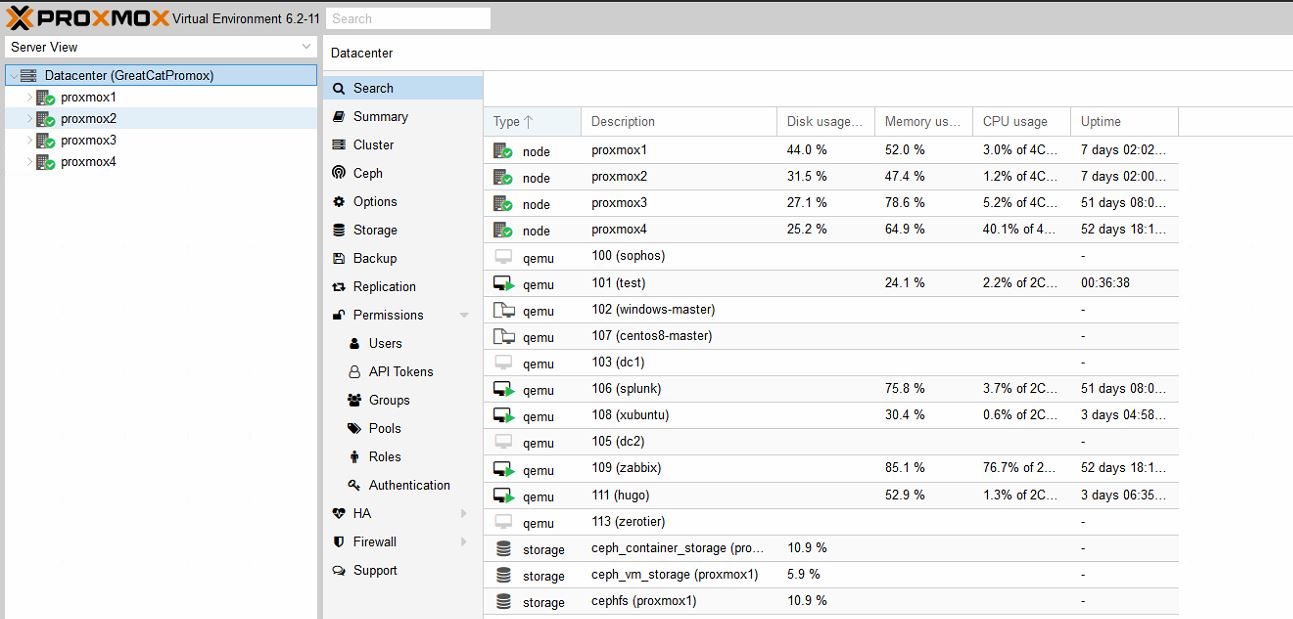 PROXMOX Virtual Environment 6.2-11 Search
Server View
Datacenter (GreatCatPromox)
proxmox1
proxmox2
proxmox3
proxmox4
Datacenter
Search
Summary
Cluster
Ceph
Options
Storage
Backup
Replication
Permissions
Users
API Tokens
Groups
Pools
Roles
Authentication
HA
Firewall
Support
Type Description Disk usage... Memory us... CPU usage Uptime
node proxmox1 44.0 % 52.0 % 3.0% of 4C... 7 days 02:02...
node proxmox2 31.5 % 47.4 % 1.2% of 4C... 7 days 02:00...
node proxmox3 27.1 % 78.6 % 5.2% of 4C... 51 days 08:0...
node proxmox4 25.2 % 64.9 % 40.1% of 4... 52 days 18:1...
qemu 100 (sophos) -
qemu 101 (test) 24.1 % 2.2% of 2C... 00:36:38
qemu 102 (windows-master) -
qemu 107 (centos8-master) -
qemu 103 (dc1) -
qemu 106 (splunk) 75.8 % 3.7% of 2C... 51 days 08:0...
qemu 108 (xubuntu) 30.4 % 0.6% of 2C... 3 days 04:58...
qemu 105 (dc2) -
qemu 109 (zabbix) 85.1 % 76.7% of 2... 52 days 18:1...
qemu 111 (hugo) 52.9 % 1.3% of 2C... 3 days 06:35...
qemu 113 (zerotier) -
storage ceph_container_storage (pro... 10.9 % -
storage ceph_vm_storage (proxmox1) 5.9 % -
storage cephfs (proxmox1) 10.9 % -